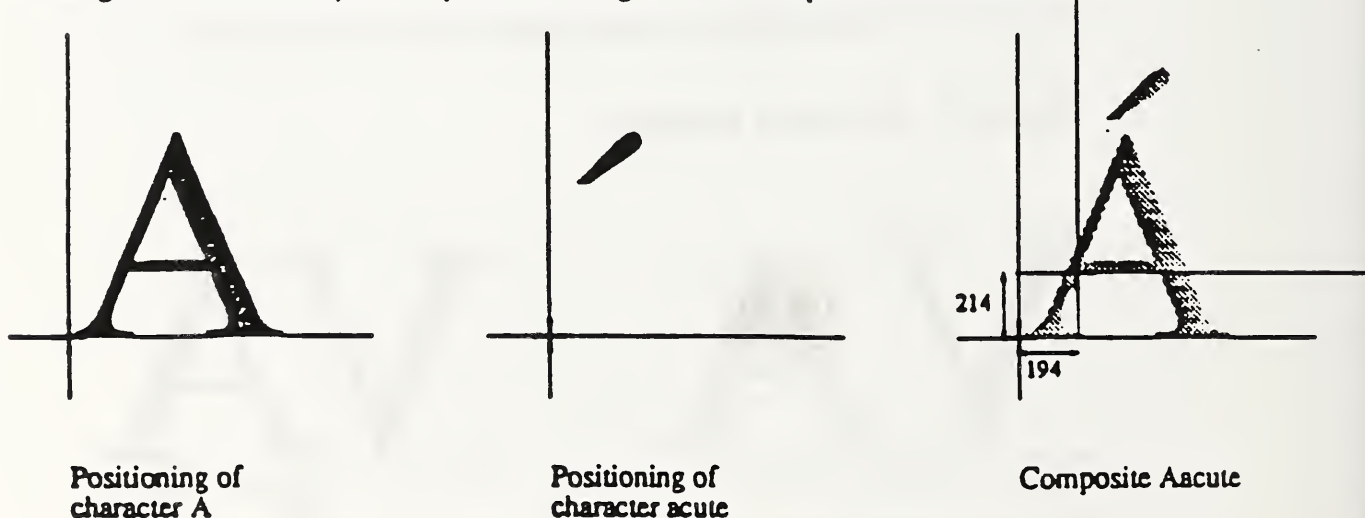 A
´
Á
214
194
Positioning of
character A
Positioning of
character acute
Composite Aacute